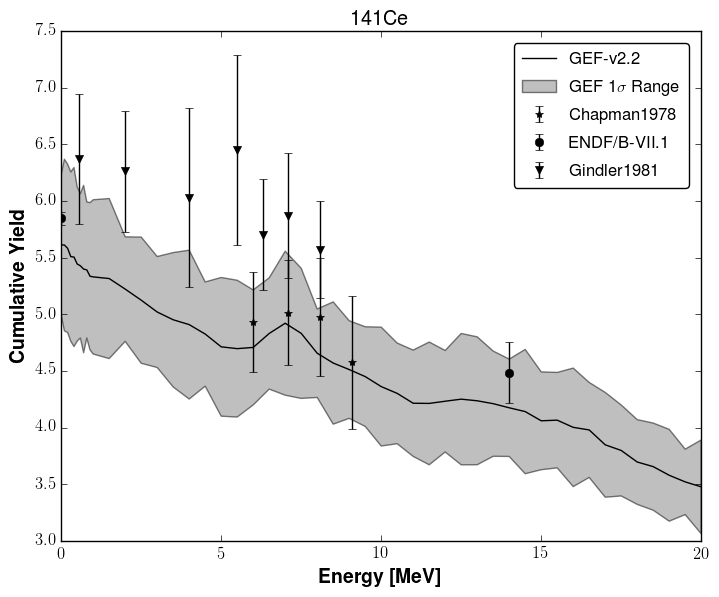 141Ce
7.5
7.0
6.5
6.0
5.5
5.0
4.5
4.0
3.5
3.0
Cumulative Yield
GEF-v2.2
GEF 1σ Range
Chapman1978
ENDF/B-VII.1
Gindler1981
0 5 10 15 20
Energy [MeV]